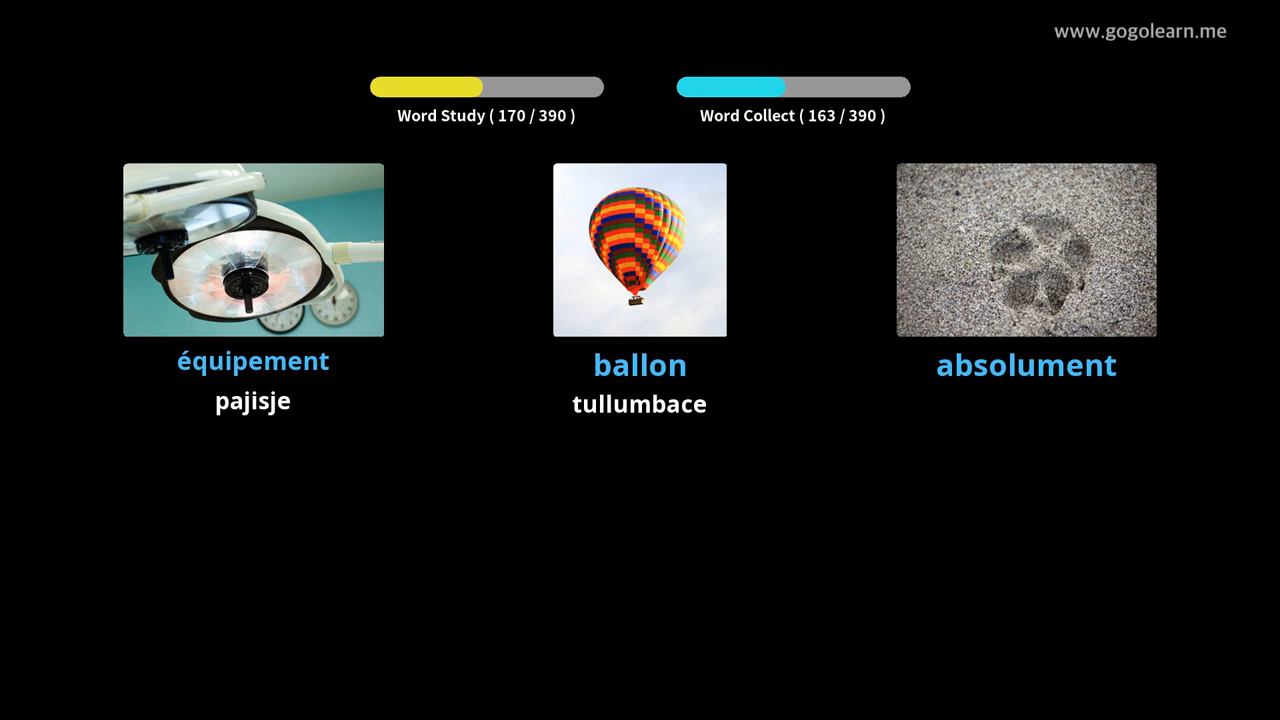 www.gogolearn.me
Word Study ( 170 / 390 )
Word Collect ( 163 / 390 )
équipement
pajisje
ballon
tullumbace
absolument